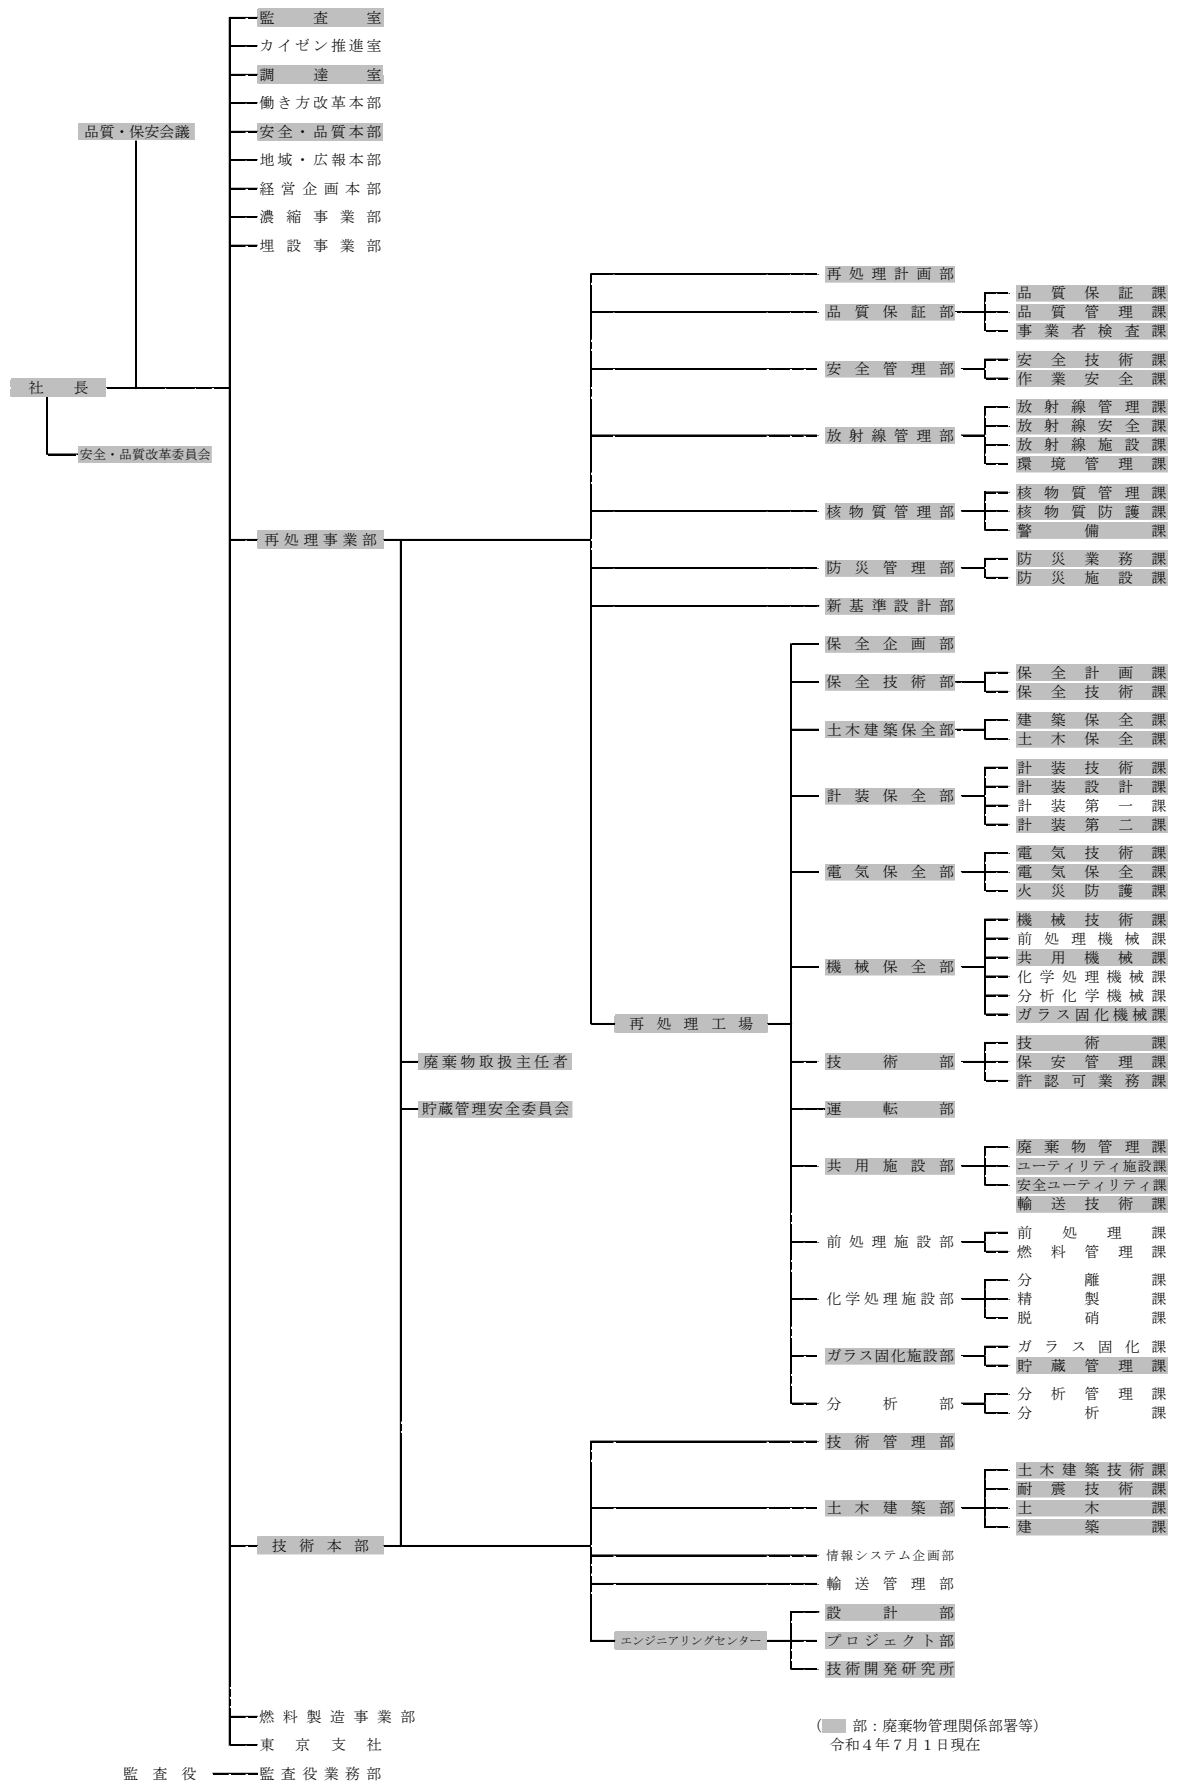 監査室
カイゼン推進室
調達室
働き方改革本部
品質・保安会議
安全・品質本部
地域・広報本部
経営企画本部
濃縮事業部
埋設事業部
社長
安全・品質改革委員会
再処理事業部
再処理計画部
品質保証部
品質保証課
品質管理課
事業者検査課
安全管理部
安全技術課
作業安全課
放射線管理部
放射線管理課
放射線安全課
放射線施設課
環境管理課
核物質管理部
核物質管理課
核物質防護課
警備課
防災管理部
防災業務課
防災施設課
新基準設計部
再処理工場
保全企画部
保全技術部
保全計画課
保全技術課
土木建築保全部
建築保全課
土木保全課
計装保全部
計装技術課
計装設計課
計装第一課
計装第二課
電気保全部
電気技術課
電気保全課
火災防護課
機械保全部
機械技術課
前処理機械課
共用機械課
化学処理機械課
分析化学機械課
ガラス固化機械課
技術部
技術課
保安管理課
許認可業務課
運転部
共用施設部
廃棄物管理課
ユーティリティ施設課
安全ユーティリティ課
輸送技術課
前処理施設部
前処理課
燃料管理課
化学処理施設部
分離課
精製課
脱硝課
ガラス固化施設部
ガラス固化課
貯蔵管理課
分析部
分析管理課
分析課
廃棄物取扱主任者
貯蔵管理安全委員会
技術本部
技術管理部
土木建築部
土木建築技術課
耐震技術課
土木課
建築課
情報システム企画部
輸送管理部
エンジニアリングセンター
設計部
プロジェクト部
技術開発研究所
燃料製造事業部
東京支社
監査役
監査役業務部
(　部：廃棄物管理関係部署等)
令和４年７月１日現在